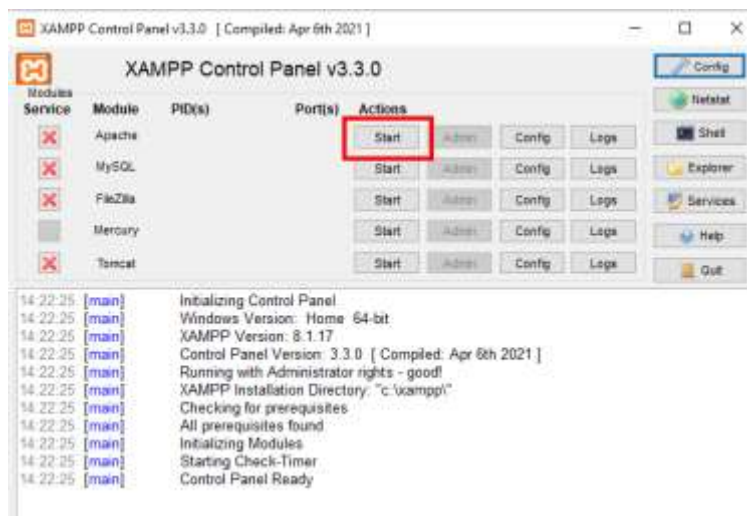 XAMPP Control Panel v3.3.0 [ Compiled: Apr 6th 2021 ]
XAMPP Control Panel v3.3.0
Config
Modules
Service Module PID(s) Port(s) Actions
Netstat
Apache Start Admin Config Logs
Shell
MySQL Start Admin Config Logs
Explorer
FileZilla Start Admin Config Logs
Services
Mercury Start Admin Config Logs
Help
Tomcat Start Admin Config Logs
Quit
14:22:25 [main] Initializing Control Panel
14:22:25 [main] Windows Version: Home 64-bit
14:22:25 [main] XAMPP Version: 8.1.17
14:22:25 [main] Control Panel Version: 3.3.0 [ Compiled: Apr 6th 2021 ]
14:22:25 [main] Running with Administrator rights - good!
14:22:25 [main] XAMPP Installation Directory: "c:\xampp\"
14:22:25 [main] Checking for prerequisites
14:22:25 [main] All prerequisites found
14:22:25 [main] Initializing Modules
14:22:25 [main] Starting Check-Timer
14:22:25 [main] Control Panel Ready